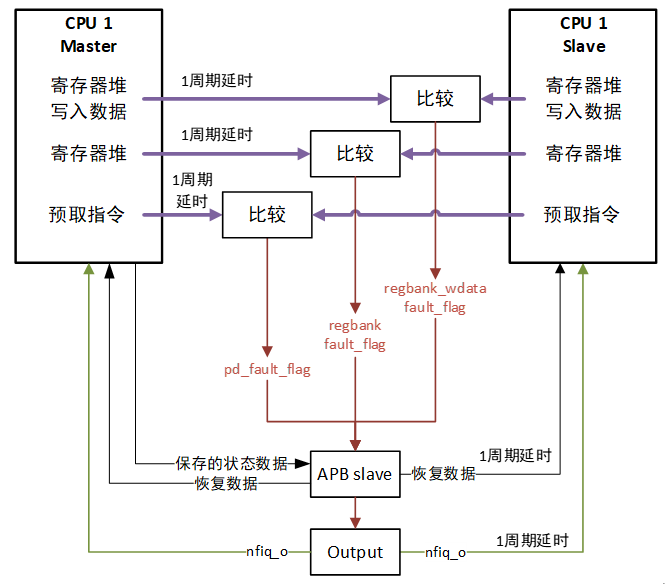 CPU 1
Master
CPU 1
Slave
寄存器堆
写入数据
1周期延时
比较
寄存器堆
写入数据
寄存器堆
1周期延时
比较
寄存器堆
预取指令
1周期
延时
比较
预取指令
regbank_wdata
fault_flag
regbank
fault_flag
pd_fault_flag
保存的状态数据
恢复数据
APB slave
恢复数据
1周期延时
nfiq_o
Output
nfiq_o
1周期延时